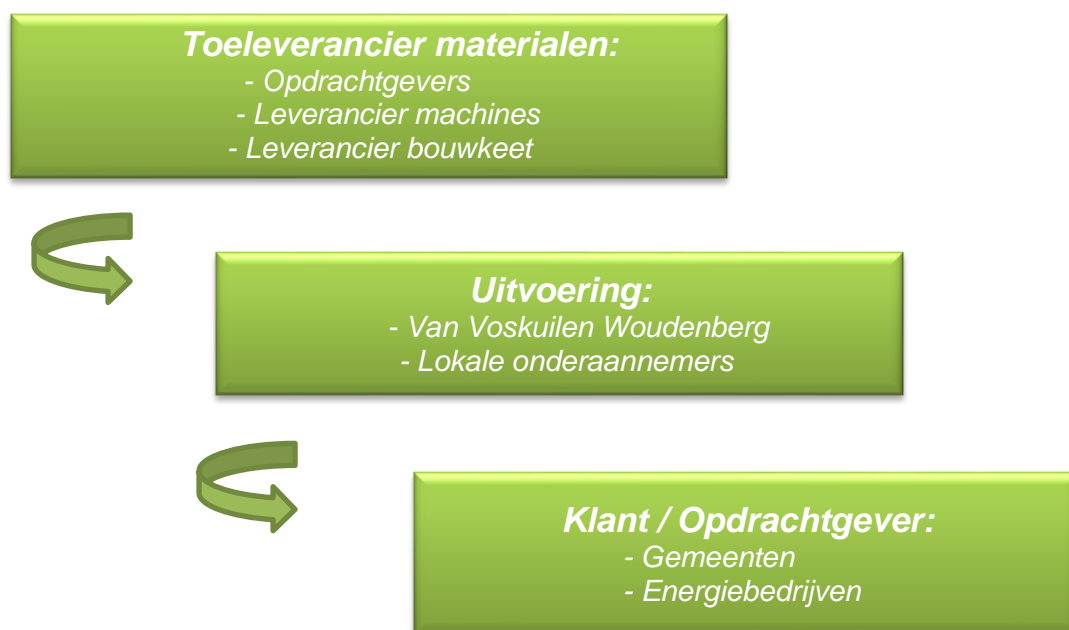 Toeleverancier materialen:
- Opdrachtgevers
- Leverancier machines
- Leverancier bouwkeet
Uitvoering:
- Van Voskuilen Woudenberg
- Lokale onderaannemers
Klant / Opdrachtgever:
- Gemeenten
- Energiebedrijven